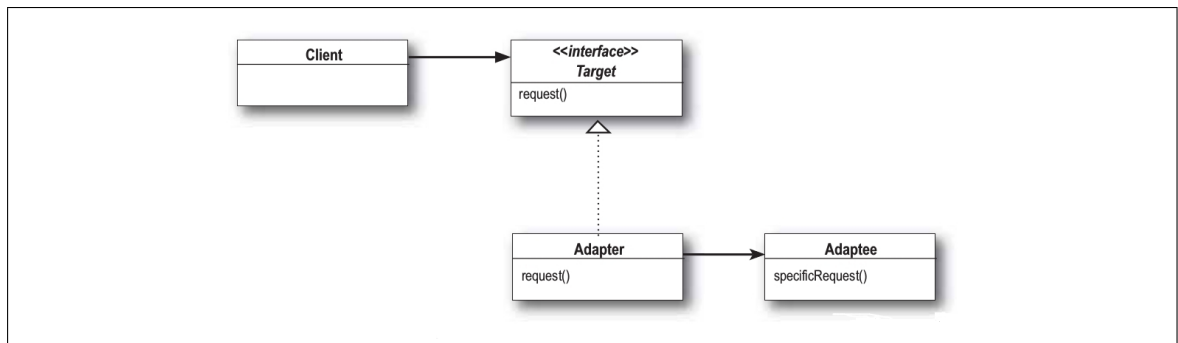 Client
<<interface>>
Target
request()
Adapter
request()
Adaptee
specificRequest()